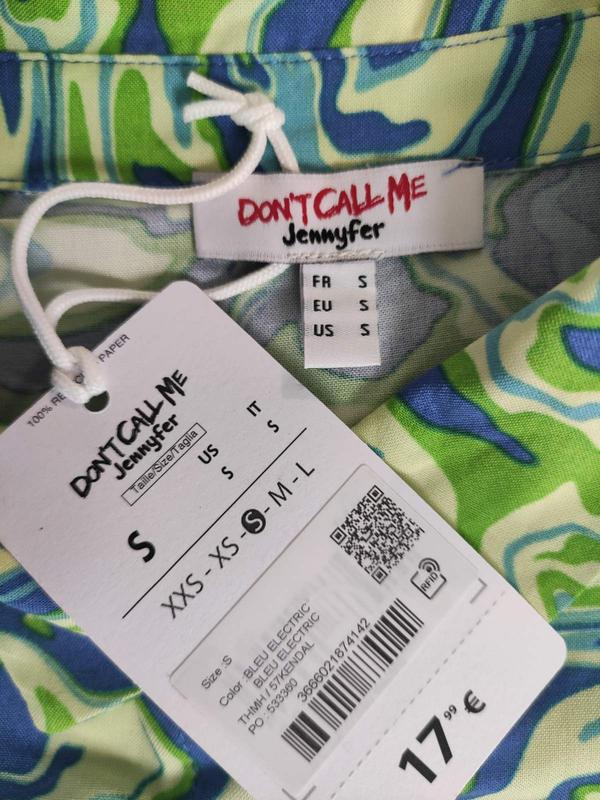 DON'T CALL ME
Jennyfer
FR S
EU S
US S
100% RE PAPER
DON'T CALL ME
Jennyfer
Taille/Size/Taglia
S
US
S
IT
S
XXS - XS - S - M - L
Size :S
Color :BLEU ELECTRIC
BLEU ELECTRIC
THMH / 57KENDAL
PO : 533360
3666021874142
RFID
17,99 €